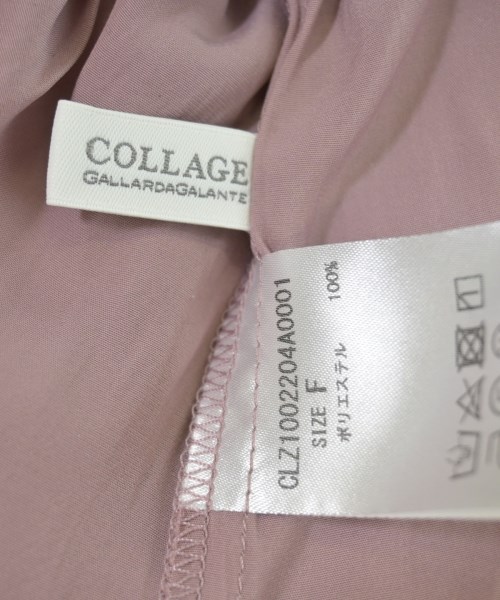 COLLAGE
GALLARDAGALANTE
CLZ1002204A0001
SIZE F
ポリエステル 100%